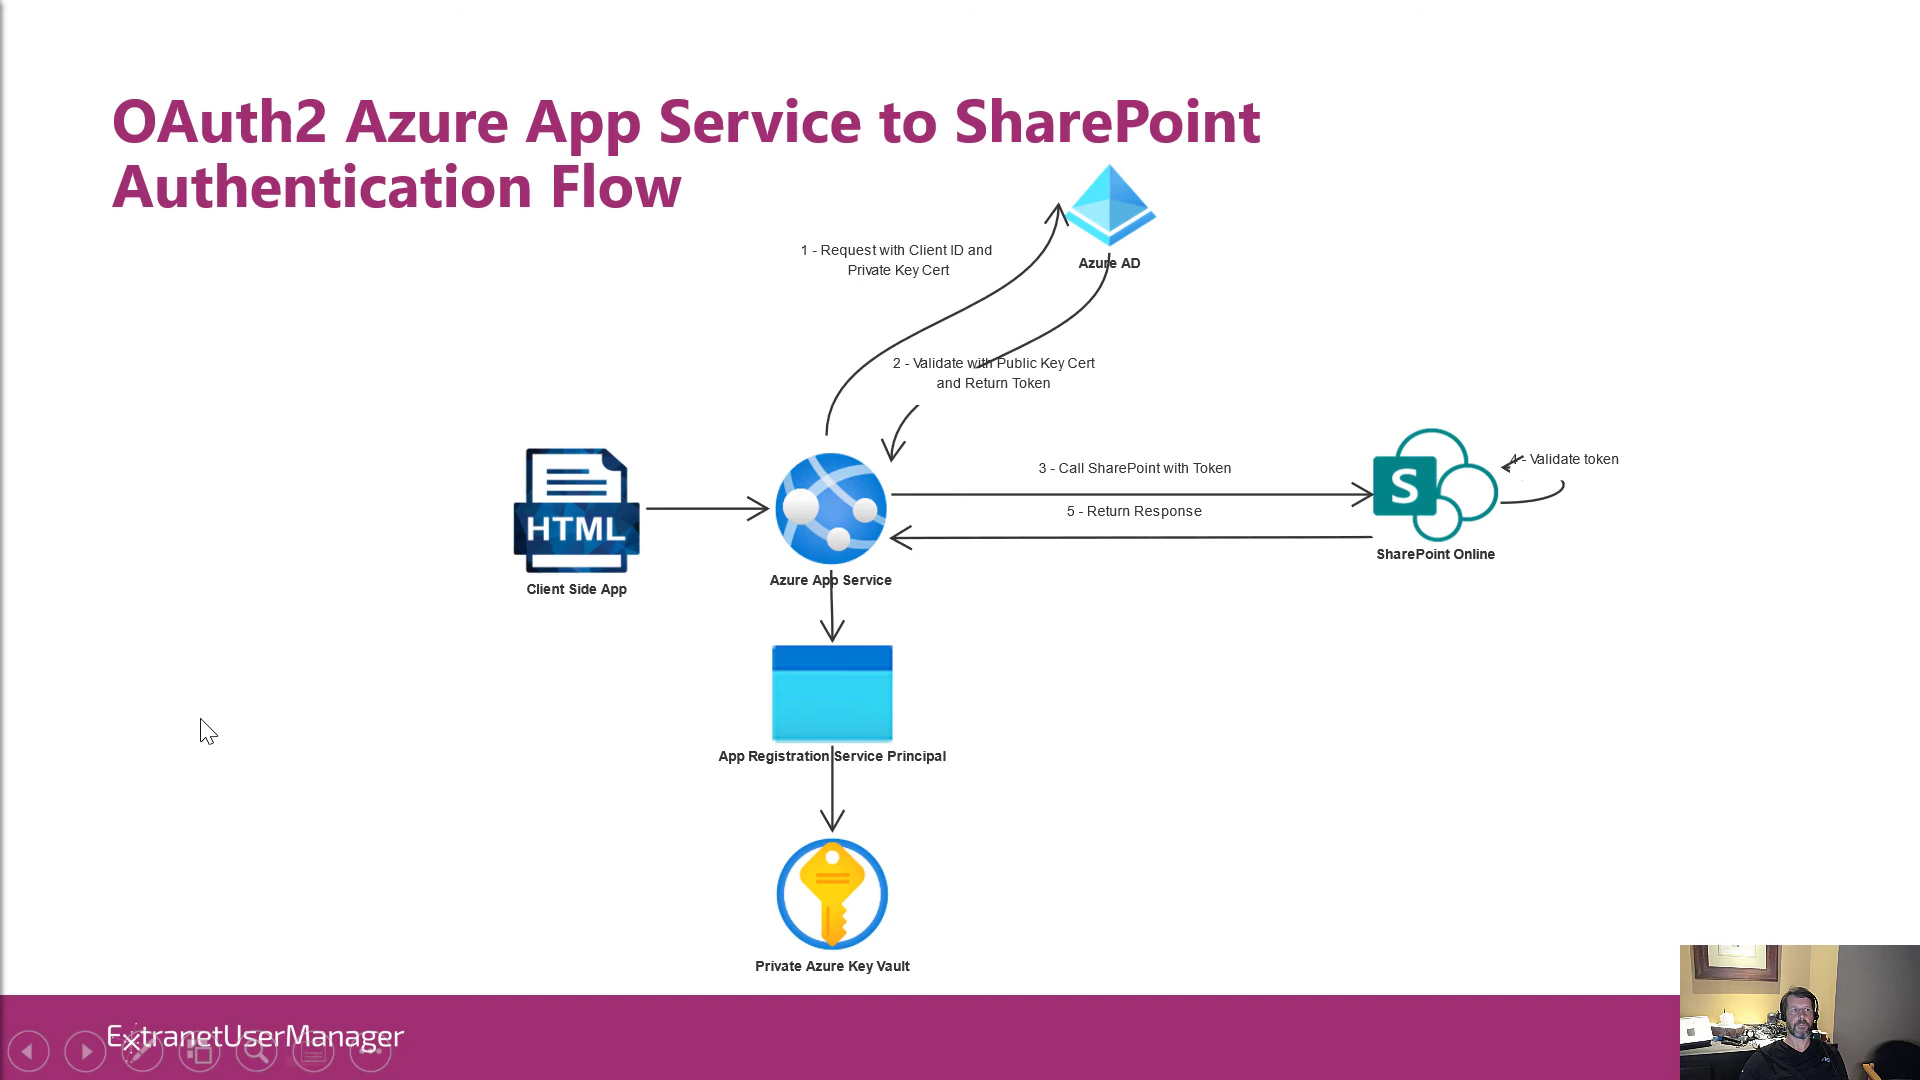 OAuth2 Azure App Service to SharePoint
Authentication Flow
1 - Request with Client ID and
Private Key Cert
Azure AD
2 - Validate with Public Key Cert
and Return Token
3 - Call SharePoint with Token
4 - Validate token
HTML
S
5 - Return Response
SharePoint Online
Client Side App
Azure App Service
App Registration Service Principal
Private Azure Key Vault
ExtranetUserManager